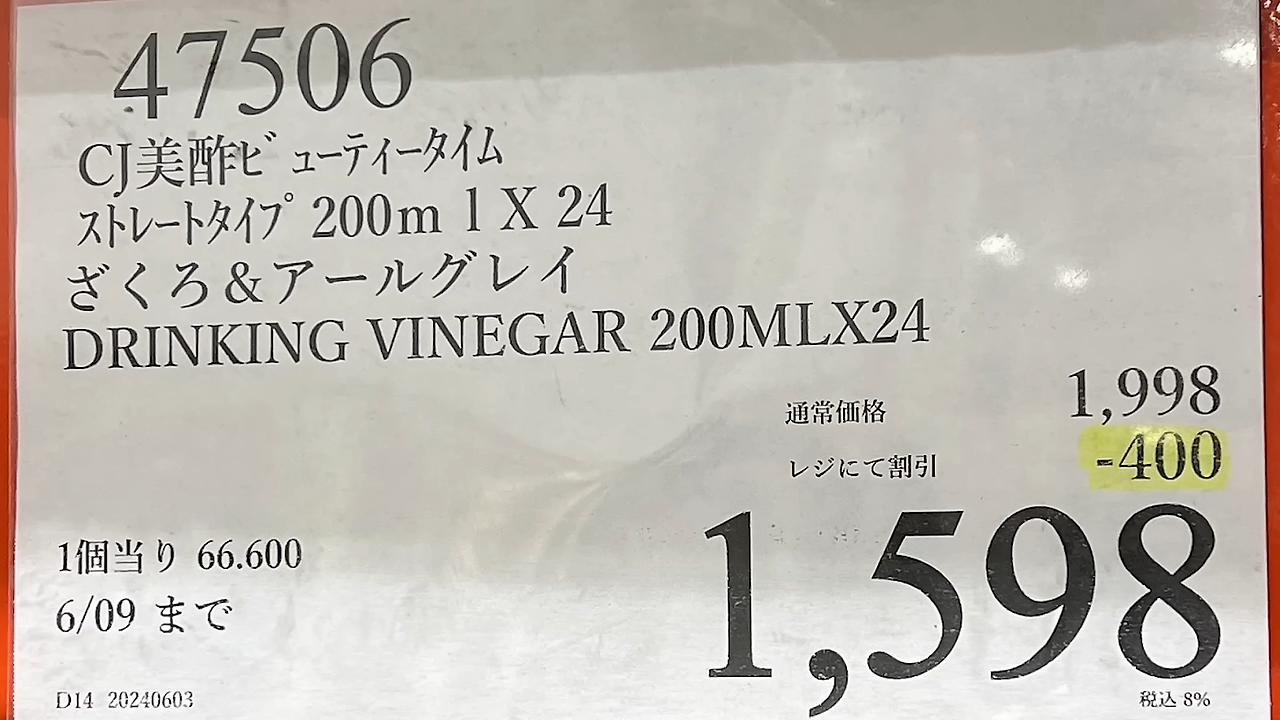 47506
CJ美酢ビューティータイム
ストレートタイプ 200m l X 24
ざくろ&アールグレイ
DRINKING VINEGAR 200MLX24
通常価格 1,998
レジにて割引 -400
1,598
1個当り 66.600
6/09 まで
D14 20240603
税込 8%